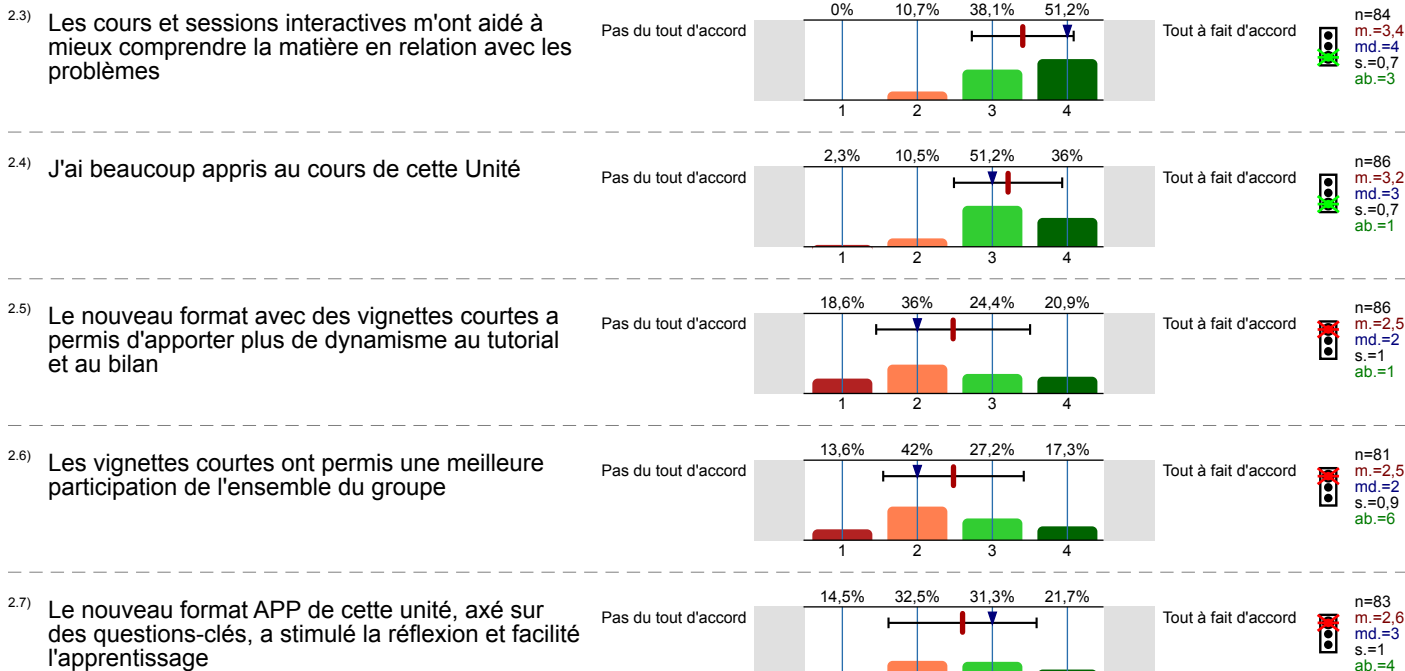 2.3) Les cours et sessions interactives m'ont aidé à
mieux comprendre la matière en relation avec les
problèmes
Pas du tout d'accord
0% 10,7% 38,1% 51,2%
1 2 3 4
Tout à fait d'accord
n=84
m.=3,4
md.=4
s.=0,7
ab.=3
2.4) J'ai beaucoup appris au cours de cette Unité
Pas du tout d'accord
2,3% 10,5% 51,2% 36%
1 2 3 4
Tout à fait d'accord
n=86
m.=3,2
md.=3
s.=0,7
ab.=1
2.5) Le nouveau format avec des vignettes courtes a
permis d'apporter plus de dynamisme au tutorial
et au bilan
Pas du tout d'accord
18,6% 36% 24,4% 20,9%
1 2 3 4
Tout à fait d'accord
n=86
m.=2,5
md.=2
s.=1
ab.=1
2.6) Les vignettes courtes ont permis une meilleure
participation de l'ensemble du groupe
Pas du tout d'accord
13,6% 42% 27,2% 17,3%
1 2 3 4
Tout à fait d'accord
n=81
m.=2,5
md.=2
s.=0,9
ab.=6
2.7) Le nouveau format APP de cette unité, axé sur
des questions-clés, a stimulé la réflexion et facilité
l'apprentissage
Pas du tout d'accord
14,5% 32,5% 31,3% 21,7%
Tout à fait d'accord
n=83
m.=2,6
md.=3
s.=1
ab.=4